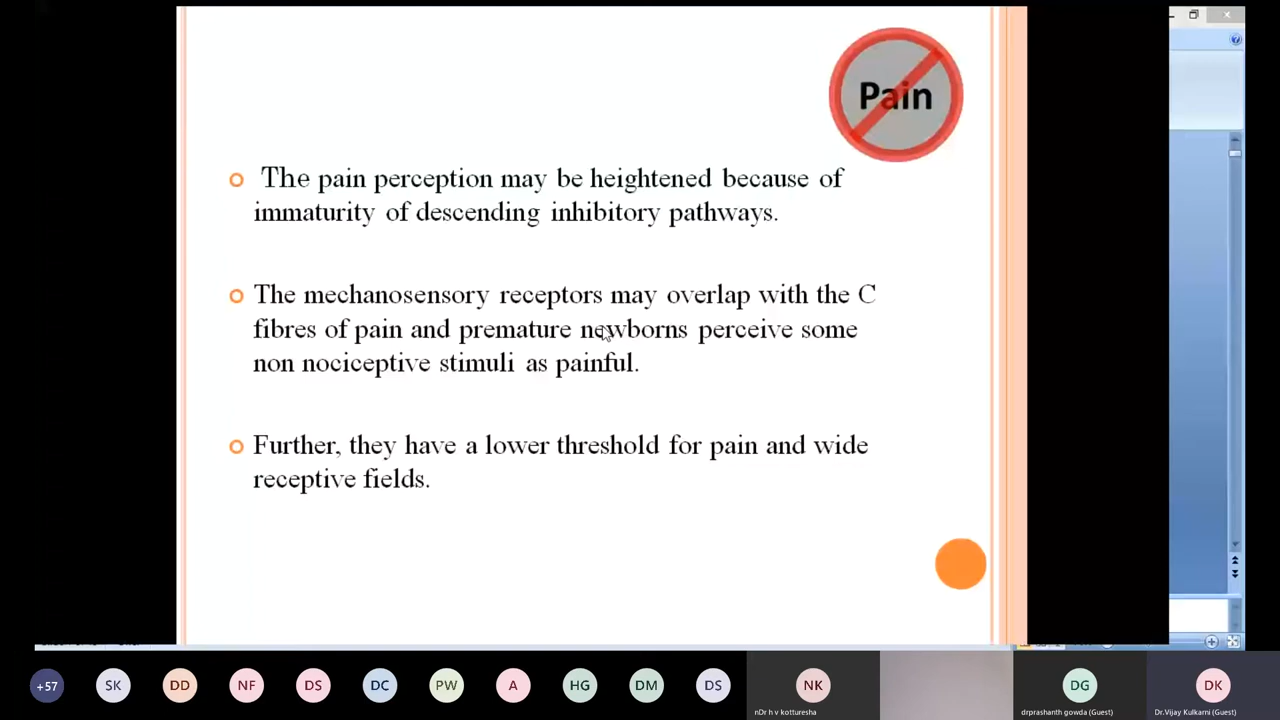 Pain
The pain perception may be heightened because of
immaturity of descending inhibitory pathways.
The mechanosensory receptors may overlap with the C
fibres of pain and premature newborns perceive some
non nociceptive stimuli as painful.
Further, they have a lower threshold for pain and wide
receptive fields.
+57
SK
DD
NF
DS
DC
PW
A
HG
DM
DS
NK
DG
DK
nDr h v kotturesha
drprashanth gowda (Guest)
Dr.Vijay Kulkarni (Guest)